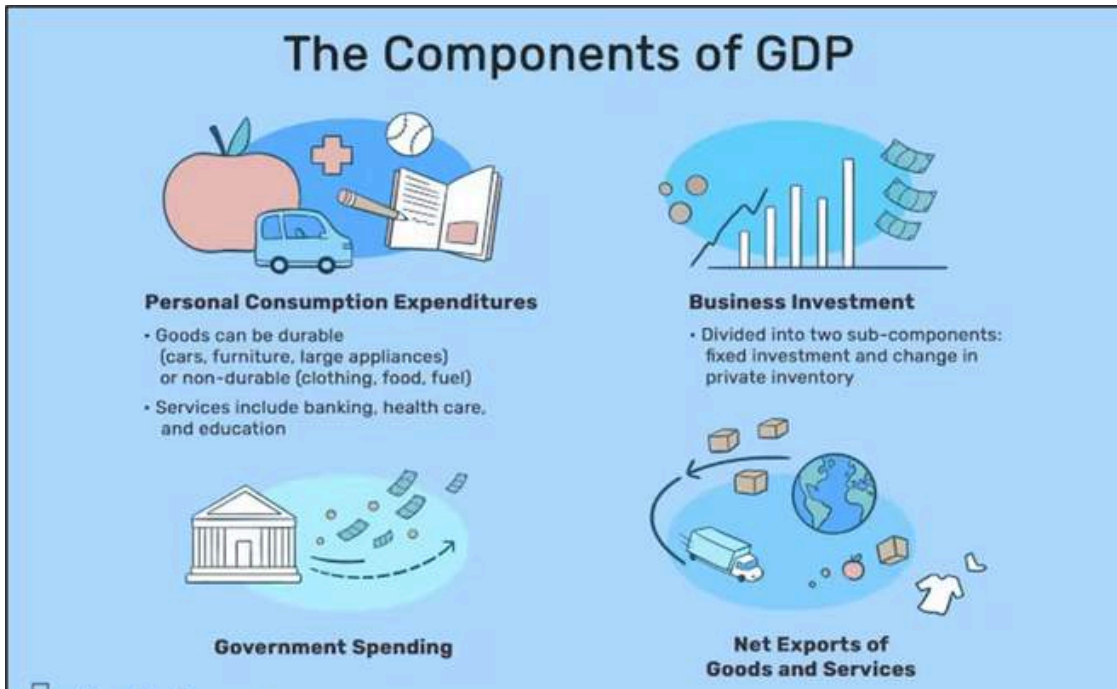 The Components of GDP
Personal Consumption Expenditures
• Goods can be durable
(cars, furniture, large appliances)
or non-durable (clothing, food, fuel)
• Services include banking, health care,
and education
Business Investment
• Divided into two sub-components:
fixed investment and change in
private inventory
Government Spending
Net Exports of
Goods and Services